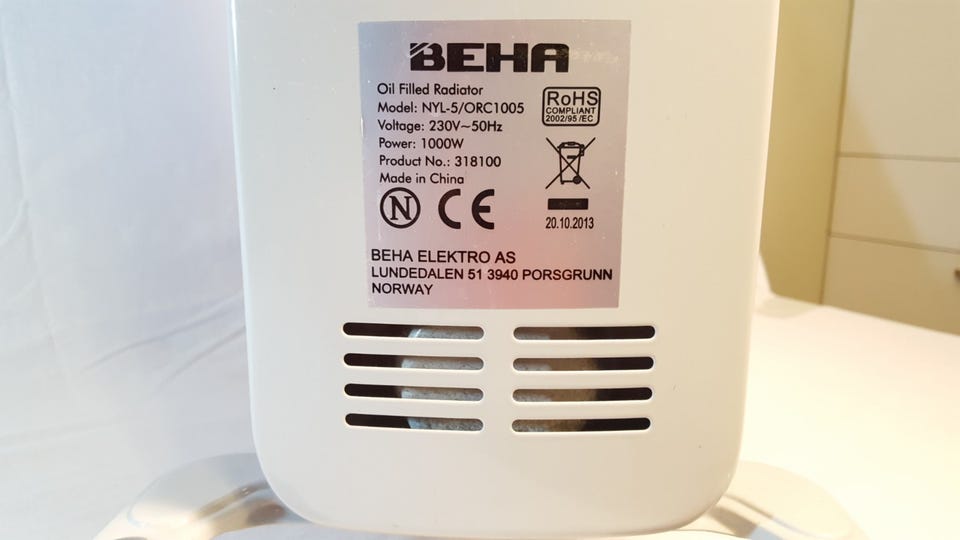 BEHA
Oil Filled Radiator
Model: NYL-5/ORC1005
Voltage: 230V~50Hz
Power: 1000W
Product No.: 318100
Made in China
RoHS
COMPLIANT
2002/95/EC
N CE
20.10.2013
BEHA ELEKTRO AS
LUNDEDALEN 51 3940 PORSGRUNN
NORWAY